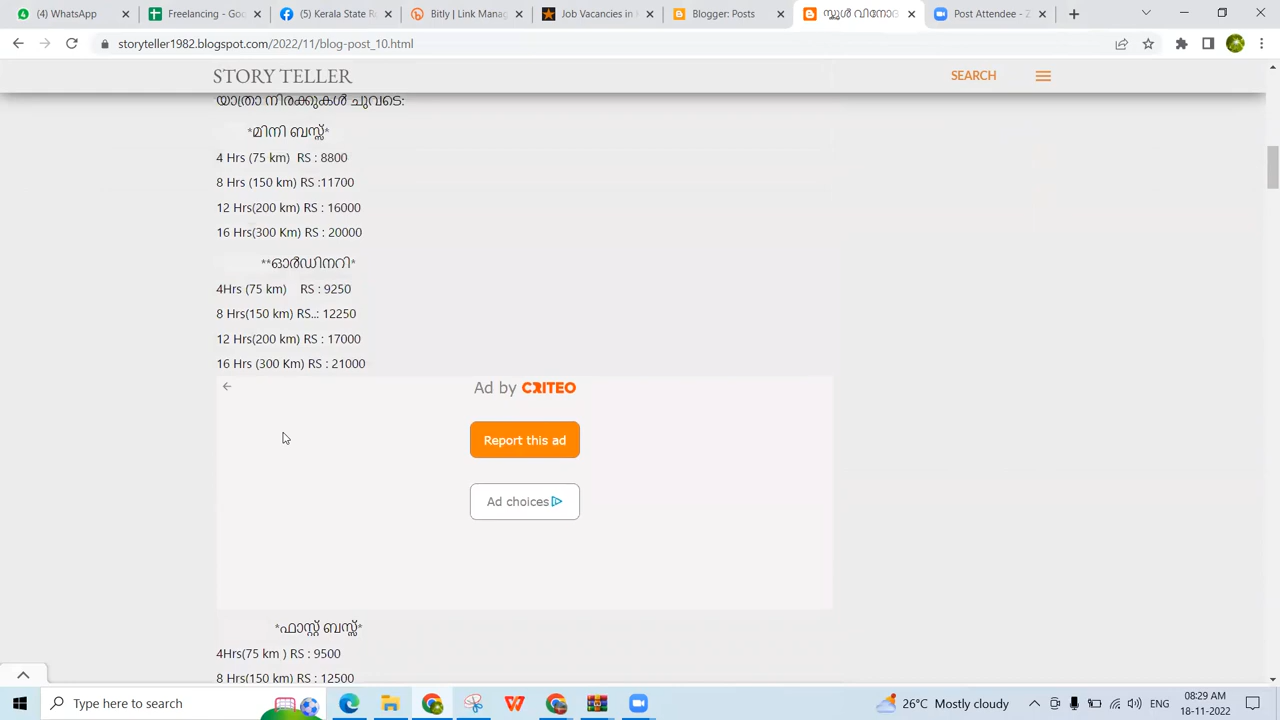 (4) WhatsApp
Freelancing - Goo
(5) Kerala State Ro
Bitly | Link Manag
Job Vacancies in
Blogger: Posts
സ്കൂൾ വിനോദ
Post Attendee - Z
storyteller1982.blogspot.com/2022/11/blog-post_10.html
STORY TELLER
SEARCH
യാത്രാ നിരക്കുകൾ ചുവടെ:
*മിനി ബസ്സ്*
4 Hrs (75 km) RS : 8800
8 Hrs (150 km) RS :11700
12 Hrs(200 km) RS : 16000
16 Hrs(300 Km) RS : 20000
**ഓർഡിനറി*
4Hrs (75 km) RS : 9250
8 Hrs(150 km) RS..: 12250
12 Hrs(200 km) RS : 17000
16 Hrs (300 Km) RS : 21000
Ad by CRITEO
Report this ad
Ad choices
*ഫാസ്റ്റ് ബസ്സ്*
4Hrs(75 km ) RS : 9500
8 Hrs(150 km) RS : 12500
Type here to search
26°C Mostly cloudy
ENG
08:29 AM
18-11-2022